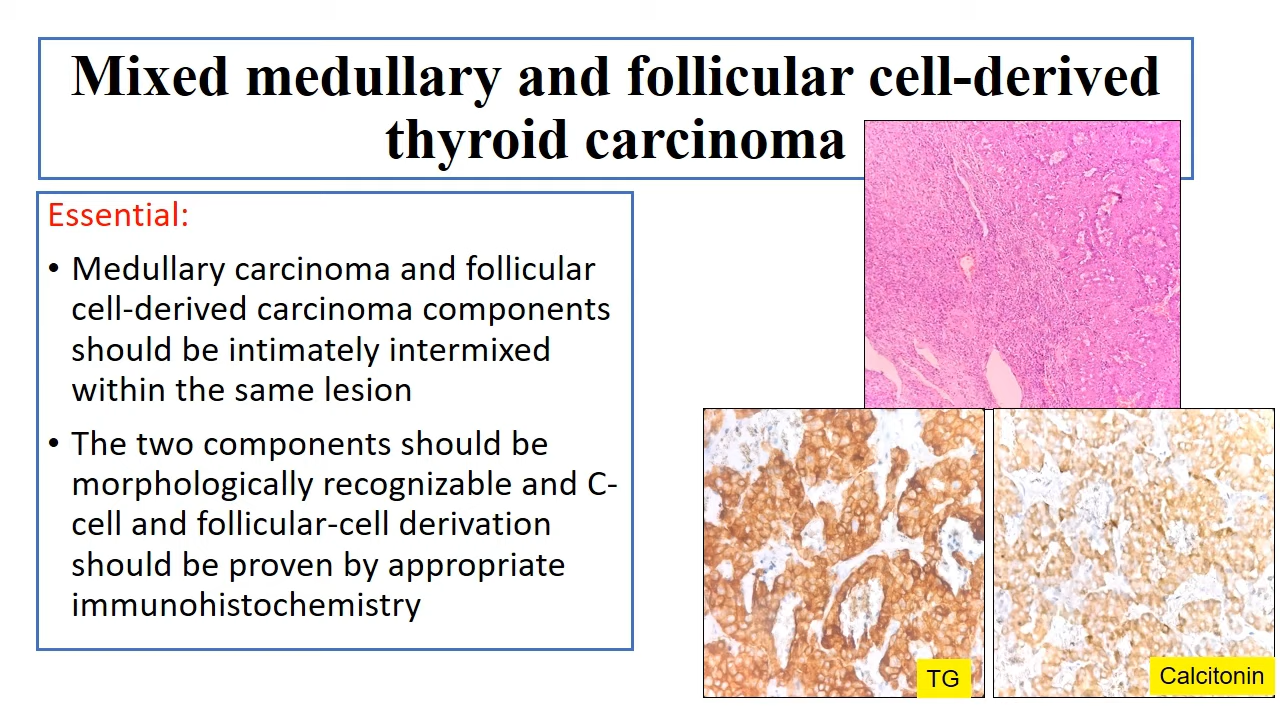 Mixed medullary and follicular cell-derived
thyroid carcinoma
Essential:
• Medullary carcinoma and follicular
cell-derived carcinoma components
should be intimately intermixed
within the same lesion
• The two components should be
morphologically recognizable and C-
cell and follicular-cell derivation
should be proven by appropriate
immunohistochemistry
TG
Calcitonin